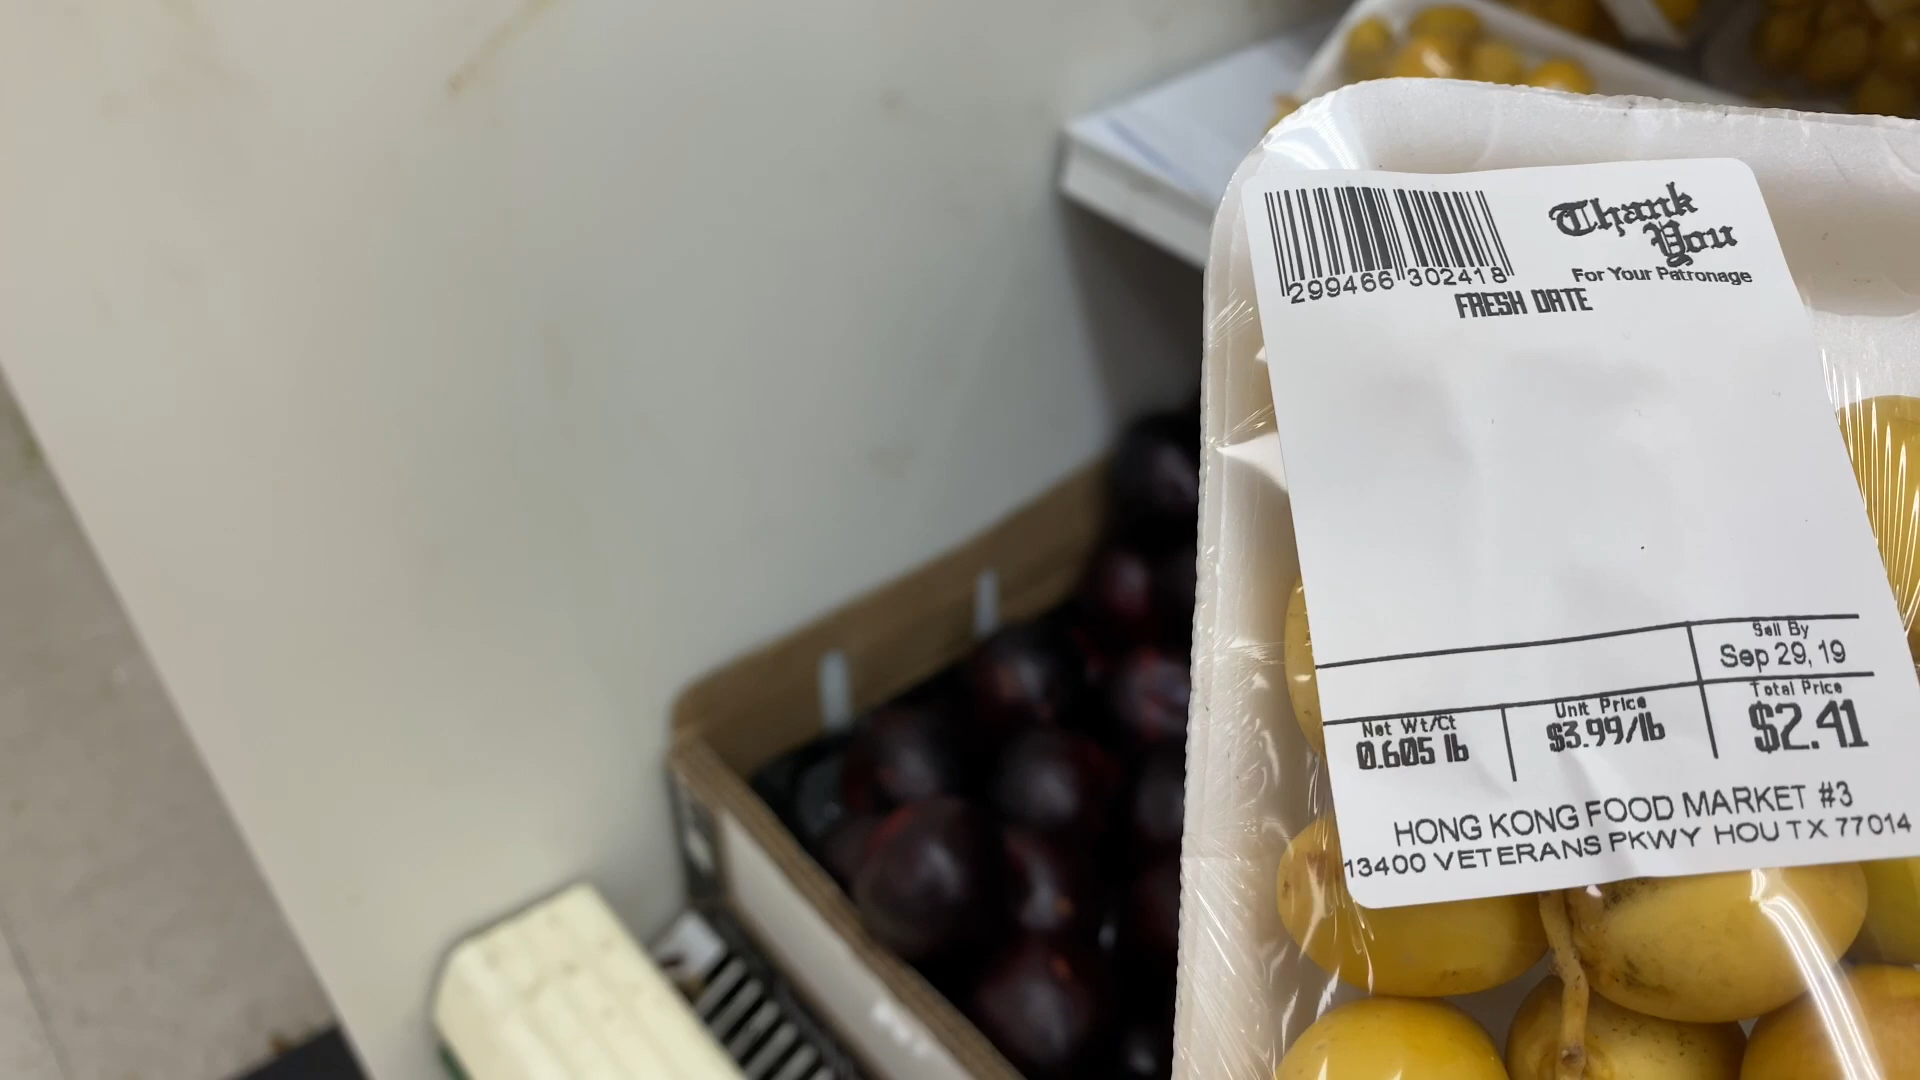 Thank
You
For Your Patronage
299466 302418
FRESH DATE
Sell By
Sep 29, 19
Net Wt/Ct
0.605 lb
Unit Price
$3.99/lb
Total Price
$2.41
HONG KONG FOOD MARKET #3
13400 VETERANS PKWY HOU TX 77014